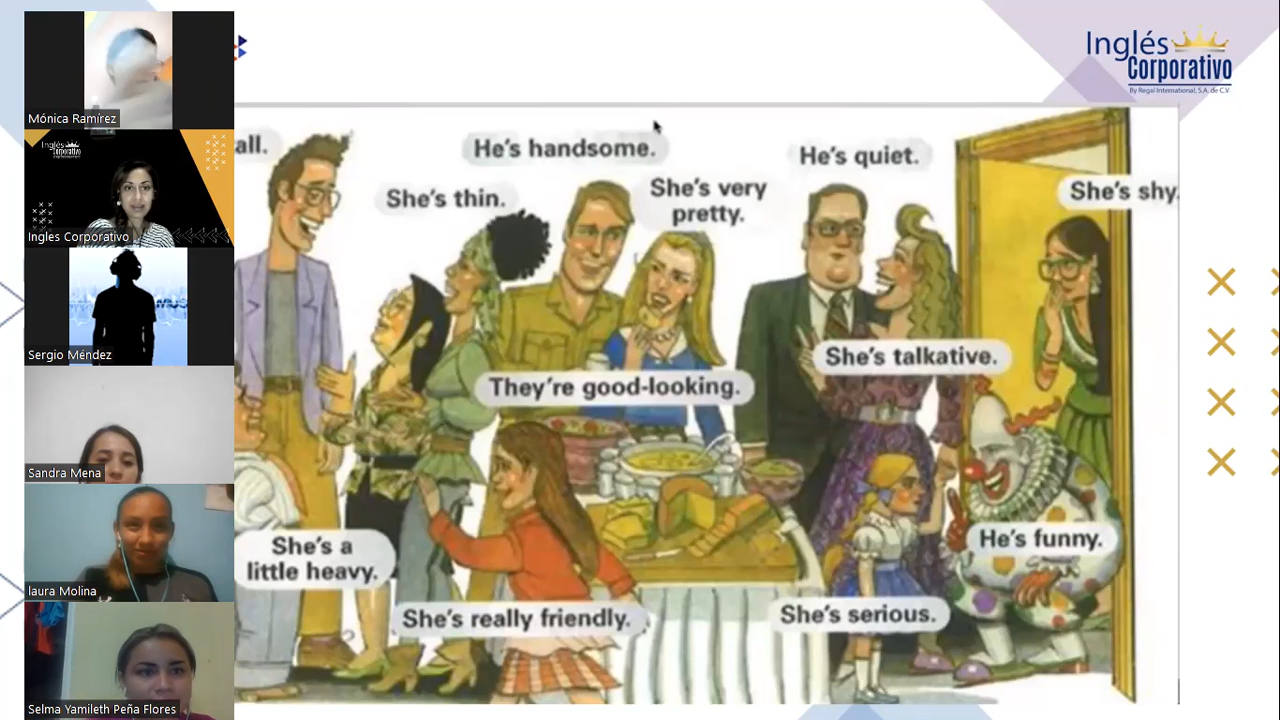 Mónica Ramírez
Inglés
Corporativo
Ingles Corporativo
Sergio Méndez
Sandra Mena
laura Molina
Selma Yamileth Peña Flores
all.
He's handsome.
He's quiet.
She's thin.
She's very
pretty.
She's shy.
She's talkative.
They're good-looking.
She's a
little heavy.
He's funny.
She's really friendly.
She's serious.
Inglés
Corporativo
By Regal International, S.A. de C.V.